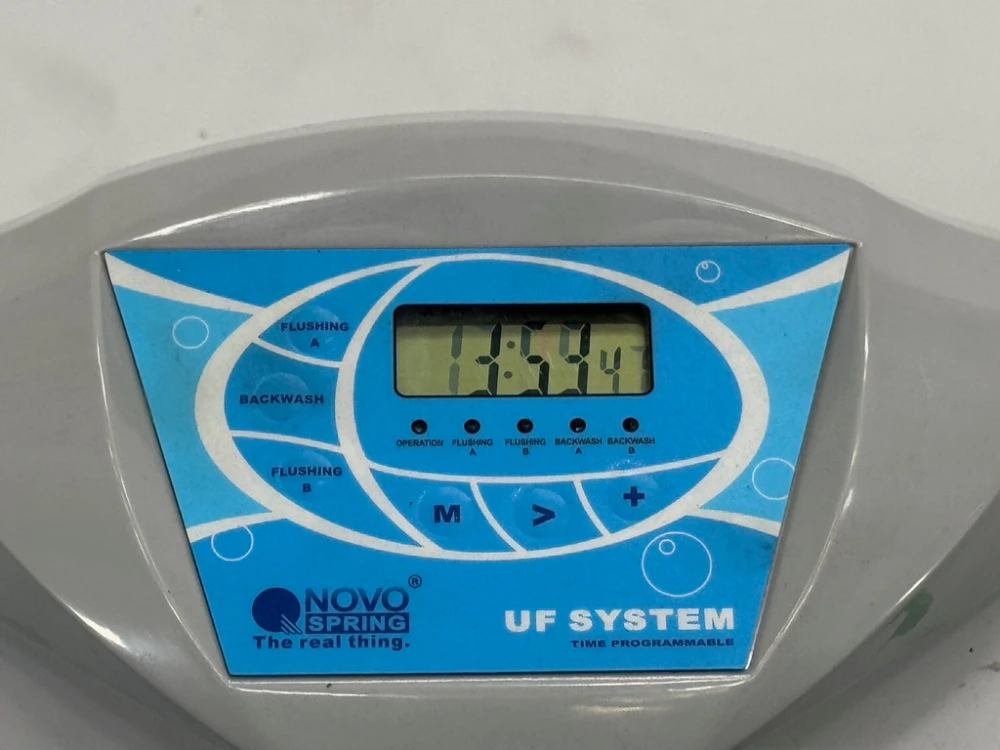 FLUSHING
A
BACKWASH
FLUSHING
B
13:59 47
OPERATION FLUSHING FLUSHING BACKWASH BACKWASH
A B A B
M > +
NOVO®
SPRING
The real thing.
UF SYSTEM
TIME PROGRAMMABLE